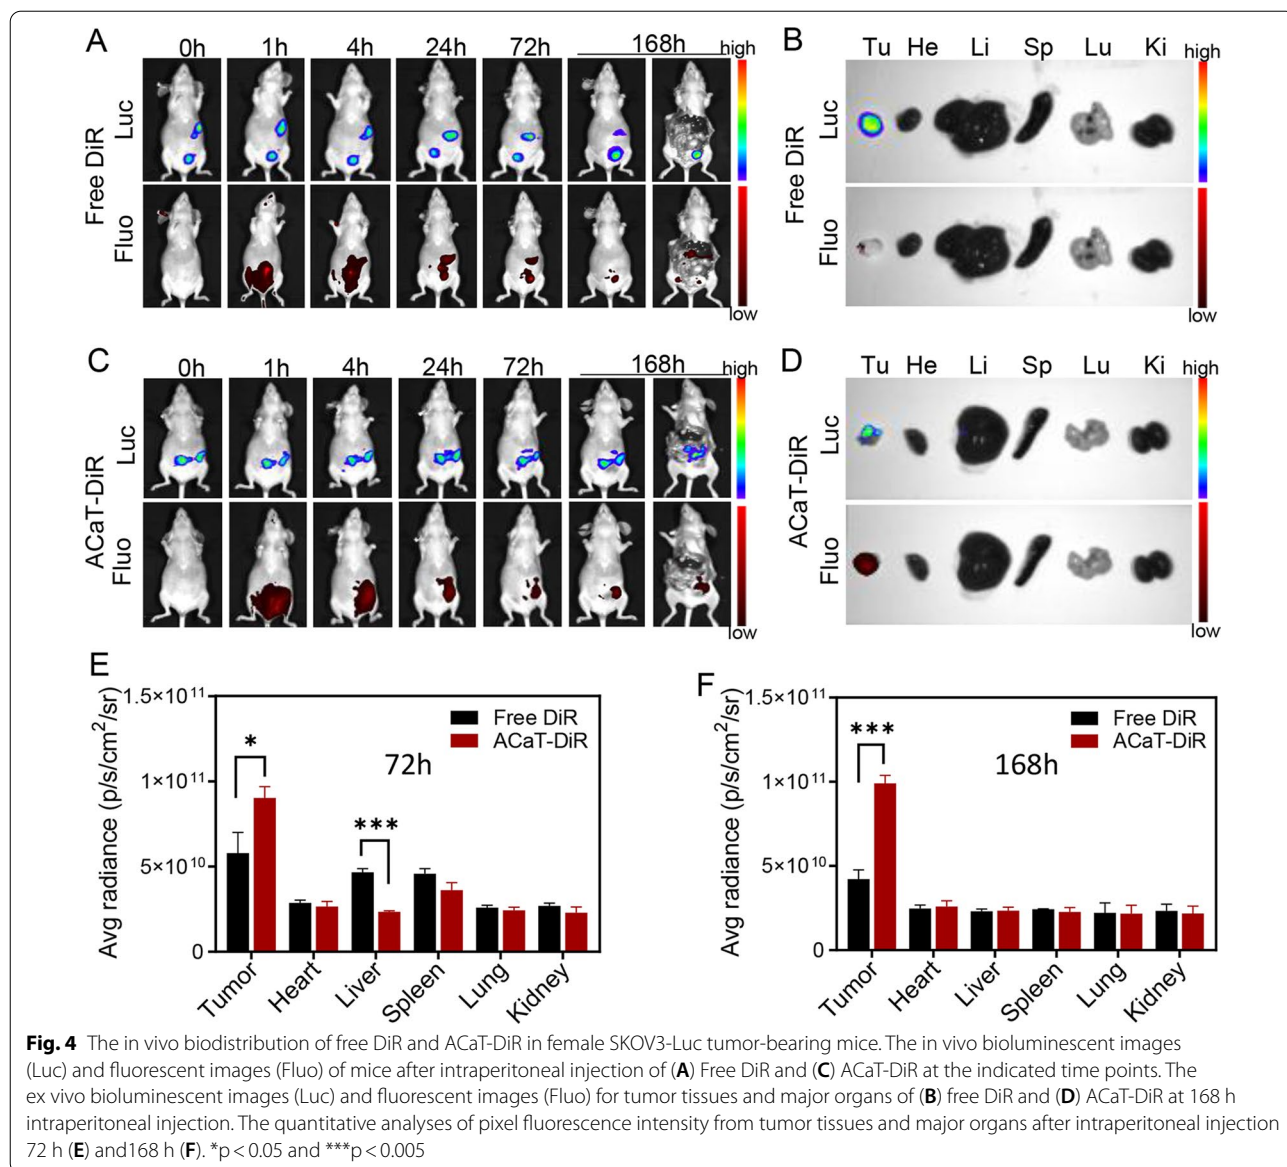 A
0h 1h 4h 24h 72h 168h
high
Free DiR
Luc
Fluo
low
B
Tu He Li Sp Lu Ki
high
Free DiR
Luc
Fluo
low
C
0h 1h 4h 24h 72h 168h
high
ACaT-DiR
Luc
Fluo
low
D
Tu He Li Sp Lu Ki
high
ACaT-DiR
Luc
Fluo
low
E
Avg radiance (p/s/cm²/sr)
1.5×10¹¹
1×10¹¹
5×10¹⁰
0
Free DiR
ACaT-DiR
72h
*
***
Tumor Heart Liver Spleen Lung Kidney
F
Avg radiance (p/s/cm²/sr)
1.5×10¹¹
1×10¹¹
5×10¹⁰
0
Free DiR
ACaT-DiR
168h
***
Tumor Heart Liver Spleen Lung Kidney
Fig. 4 The in vivo biodistribution of free DiR and ACaT-DiR in female SKOV3-Luc tumor-bearing mice. The in vivo bioluminescent images
(Luc) and fluorescent images (Fluo) of mice after intraperitoneal injection of (A) Free DiR and (C) ACaT-DiR at the indicated time points. The
ex vivo bioluminescent images (Luc) and fluorescent images (Fluo) for tumor tissues and major organs of (B) free DiR and (D) ACaT-DiR at 168 h
intraperitoneal injection. The quantitative analyses of pixel fluorescence intensity from tumor tissues and major organs after intraperitoneal injection
72 h (E) and168 h (F). *p < 0.05 and ***p < 0.005